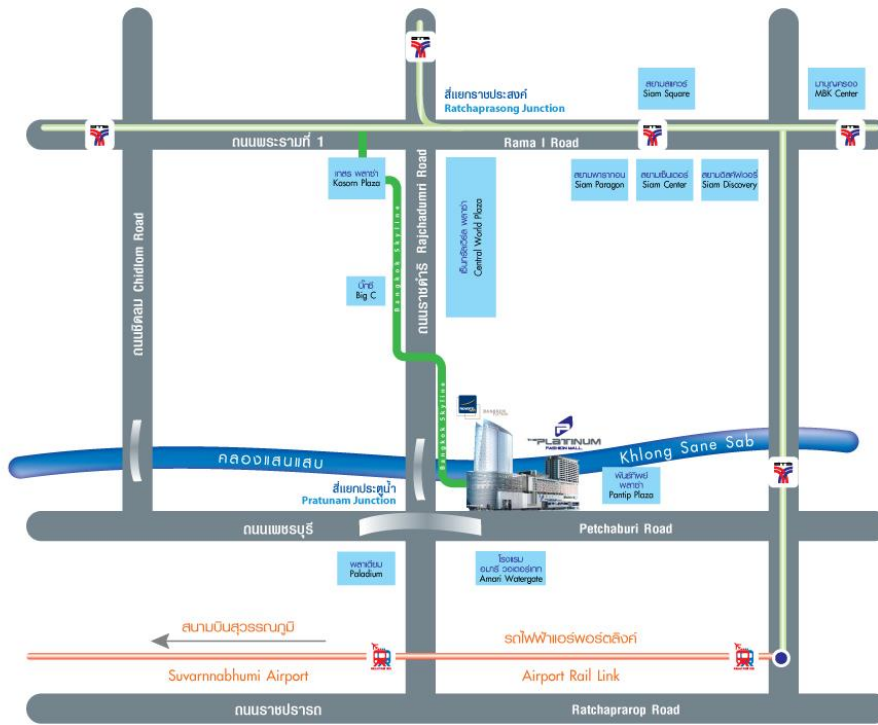 สี่แยกราชประสงค์
Ratchaprasong Junction
สยามสแควร์
Siam Square
มาบุญครอง
MBK Center
ถนนพระรามที่ 1
Rama I Road
เกสร พลาซ่า
Kosorn Plaza
สยามพารากอน
Siam Paragon
สยามเซ็นเตอร์
Siam Center
สยามดิสคัฟเวอรี่
Siam Discovery
ถนนชิดลม Chidlom Road
Bangkok Skyline
ถนนราชดำริ Rajchadumri Road
เซ็นทรัลเวิร์ล พลาซ่า
Central World Plaza
บิ๊กซี
Big C
Bangkok Skyline
THE PLATINUM
FASHION MALL
คลองแสนแสบ
Khlong Sane Sab
สี่แยกประตูน้ำ
Pratunam Junction
พันธุ์ทิพย์
พลาซ่า
Pantip Plaza
ถนนเพชรบุรี
Petchaburi Road
พลาเดียม
Paladium
โรงแรม
อมารี วอเตอร์เกท
Amari Watergate
สนามบินสุวรรณภูมิ
รถไฟฟ้าแอร์พอร์ตลิงค์
Suvarnnabhumi Airport
Airport Rail Link
ถนนราชปรารถ
Ratchaprarop Road